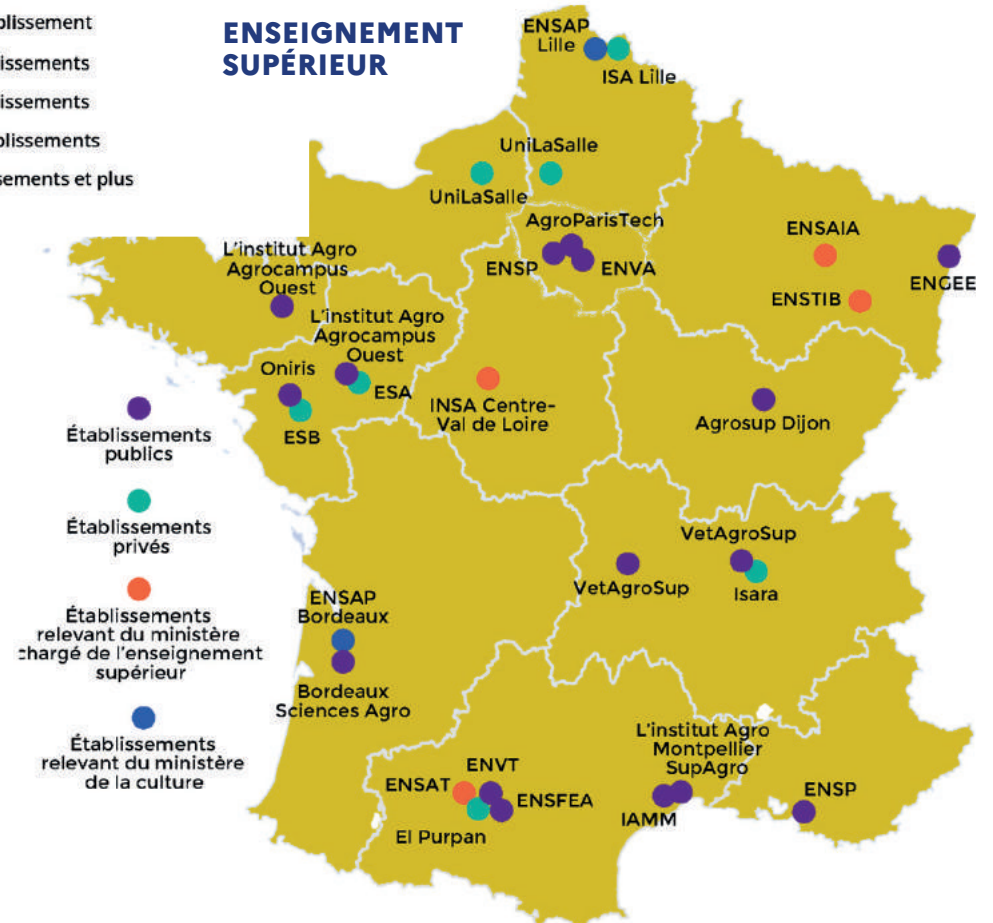 ENSEIGNEMENT
SUPÉRIEUR
et plus
ENSAP
Lille
ISA Lille
UniLaSalle
UniLaSalle
AgroParisTech
ENSP
ENVA
ENSAIA
ENGEE
ENSTIB
L'institut Agro
Agrocampus
Ouest
L'institut Agro
Agrocampus
Ouest
Oniris
ESA
ESB
INSA Centre-
Val de Loire
Agrosup Dijon
Établissements
publics
Établissements
privés
Établissements
relevant du ministère
chargé de l'enseignement
supérieur
Établissements
relevant du ministère
de la culture
VetAgroSup
VetAgroSup
Isara
ENSAP
Bordeaux
Bordeaux
Sciences Agro
ENVT
ENSAT
ENSFEA
EI Purpan
L'institut Agro
Montpellier
SupAgro
IAMM
ENSP